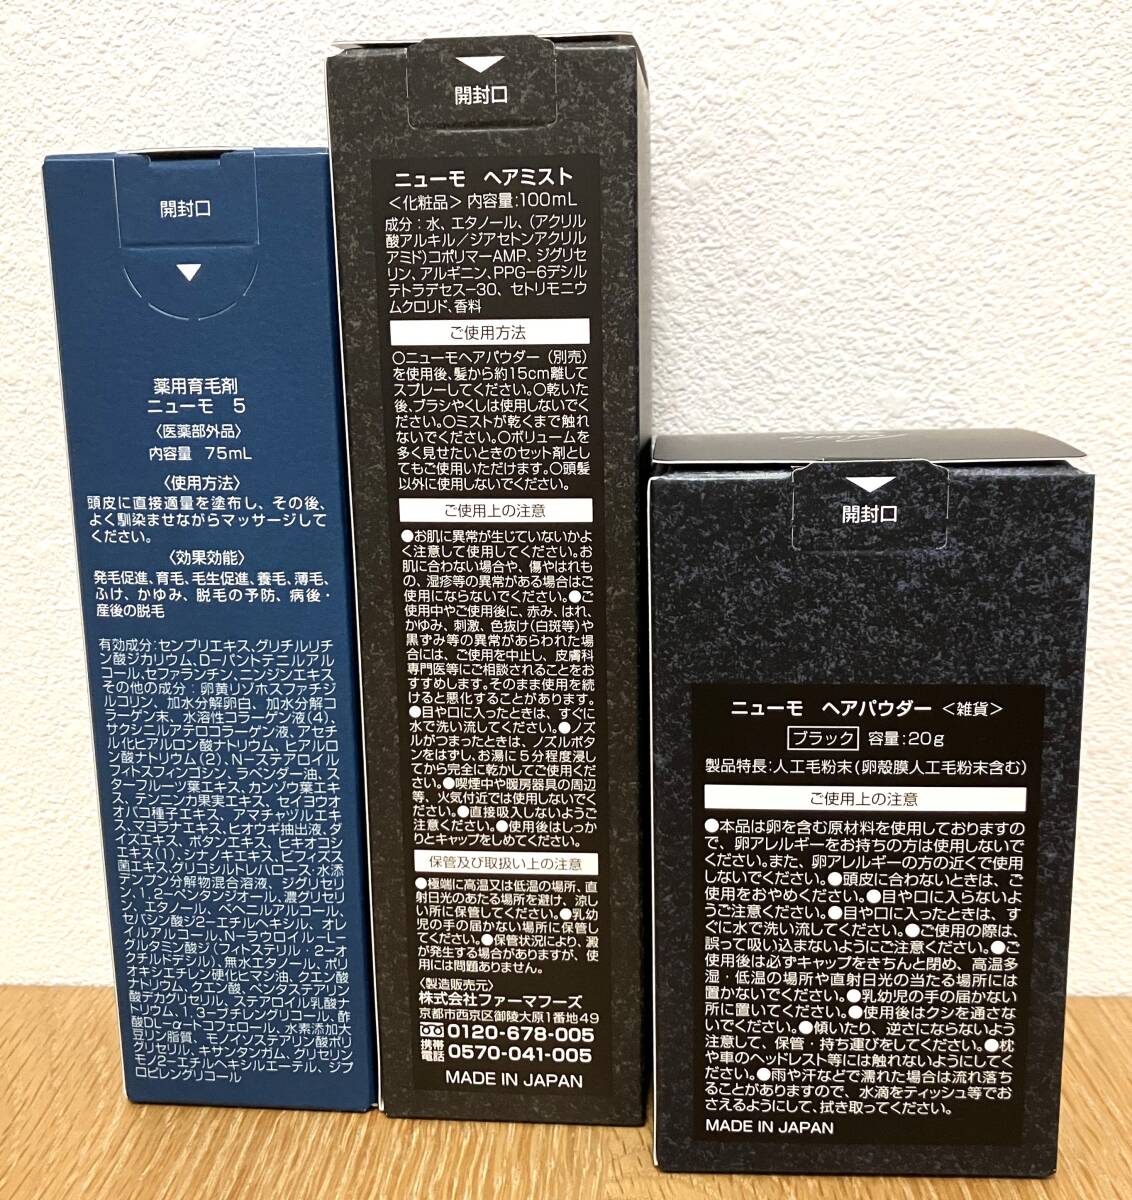 開封口
薬用育毛剤
ニューモ 5
〈医薬部外品〉
内容量 75mL
〈使用方法〉
頭皮に直接適量を塗布し、その後、
よく馴染ませながらマッサージして
ください。
〈効果効能〉
発毛促進、育毛、毛生促進、養毛、薄毛、
ふけ、かゆみ、脱毛の予防、病後・
産後の脱毛
有効成分：センブリエキス、グリチルリチ
ン酸ジカリウム、D-パントテニルアル
コール、セファランチン、ニンジンエキス
その他の成分：卵黄リゾホスファチジ
ルコリン、加水分解卵白、加水分解コ
ラーゲン末、水溶性コラーゲン液(4)、
サクシニルアテロコラーゲン液、アセチ
ル化ヒアルロン酸ナトリウム、ヒアルロ
ン酸ナトリウム(2)、N-ステアロイル
フィトスフィンゴシン、ラベンダー油、ス
ターフルーツ葉エキス、カンゾウ葉エキ
ス、テンニンカ果実エキス、セイヨウオ
オバコ種子エキス、アマチャヅルエキ
ス、マヨラナエキス、ヒオウギ抽出液、ダ
イズエキス、ボタンエキス、ヒキオコシ
エキス(1)、シナノキエキス、ビフィズス
菌エキス、グリコシルトレハロース・水添
デンプン分解物混合溶液、ジグリセリ
ン、1,2-ペンタンジオール、濃グリセリ
ン、エタノール、ベヘニルアルコール、
セバシン酸ジ2-エチルヘキシル、オレ
イルアルコール、N-ラウロイル-L-
グルタミン酸ジ(フィトステリル・2-オ
クチルドデシル)、無水エタノール、ポリ
オキシエチレン硬化ヒマシ油、クエン酸
ナトリウム、クエン酸、ペンタステアリン
酸デカグリセリル、ステアロイル乳酸ナ
トリウム、1,3-ブチレングリコール、酢
酸DL-α-トコフェロール、水素添加大
豆リン脂質、モノイソステアリン酸ポリ
グリセリル、キサンタンガム、グリセリン
モノ2-エチルヘキシルエーテル、ジプ
ロピレングリコール
開封口
ニューモ ヘアミスト
＜化粧品＞内容量：100mL
成分：水、エタノール、(アクリル
酸アルキル／ジアセトンアクリル
アミド)コポリマーAMP、ジグリセ
リン、アルギニン、PPG-6デシル
テトラデセス-30、セトリモニウ
ムクロリド、香料
ご使用方法
○ニューモヘアパウダー（別売）
を使用後、髪から約15cm離して
スプレーしてください。○乾いた
後、ブラシやくしは使用しないでく
ださい。○ミストが乾くまで触れ
ないでください。○ボリュームを
多く見せたいときのセット剤とし
てもご使用いただけます。○頭髪
以外に使用しないでください。
ご使用上の注意
●お肌に異常が生じていないかよ
く注意して使用してください。お
肌に合わない場合や、傷やはれも
の、湿疹等の異常がある場合はご
使用にならないでください。●ご
使用中やご使用後に、赤み、はれ、
かゆみ、刺激、色抜け(白斑等)や
黒ずみ等の異常があらわれた場
合には、ご使用を中止し、皮膚科
専門医等にご相談されることをお
すすめします。そのまま使用を続
けると悪化することがあります。
●目や口に入ったときは、すぐに
水で洗い流してください。●ノズ
ルがつまったときは、ノズルボタ
ンをはずし、お湯に5分程度浸し
てから完全に乾かしてご使用くだ
さい。●喫煙中や暖房器具の周辺
等、火気付近では使用しないでく
ださい。●直接吸入しないようご
注意ください。●使用後はしっか
りとキャップをしめてください。
保管及び取扱い上の注意
●極端に高温又は低温の場所、直
射日光のあたる場所を避け、涼し
い所に保管してください。●乳幼
児の手の届かない場所に保管し
てください。●保管状況により、澱
が発生する場合がありますが、使
用には問題ありません。
〈製造販売元〉
株式会社ファーマフーズ
京都市西京区御陵大原1番地49
0120-678-005
携帯電話 0570-041-005
MADE IN JAPAN
開封口
ニューモ ヘアパウダー ＜雑貨＞
ブラック 容量：20g
製品特長：人工毛粉末(卵殻膜人工毛粉末含む)
ご使用上の注意
●本品は卵を含む原材料を使用しておりますの
で、卵アレルギーをお持ちの方は使用しないで
ください。また、卵アレルギーの方の近くで使用
しないでください。●頭皮に合わないときは、ご
使用をおやめください。●目や口に入らないよ
うご注意ください。●目や口に入ったときは、す
ぐに水で洗い流してください。●ご使用の際は、
誤って吸い込まないようにご注意ください。●ご
使用後は必ずキャップをきちんと閉め、高温多
湿・低温の場所や直射日光の当たる場所には
置かないでください。●乳幼児の手の届かない
所に置いてください。●使用後はクシを通さな
いでください。●傾いたり、逆さにならないよう
注意して、保管・持ち運びをしてください。●枕
や車のヘッドレスト等には触れないようにしてく
ださい。●雨や汗などで濡れた場合は流れ落ち
ることがありますので、水滴をティッシュ等でお
さえるようにして、拭き取ってください。
MADE IN JAPAN